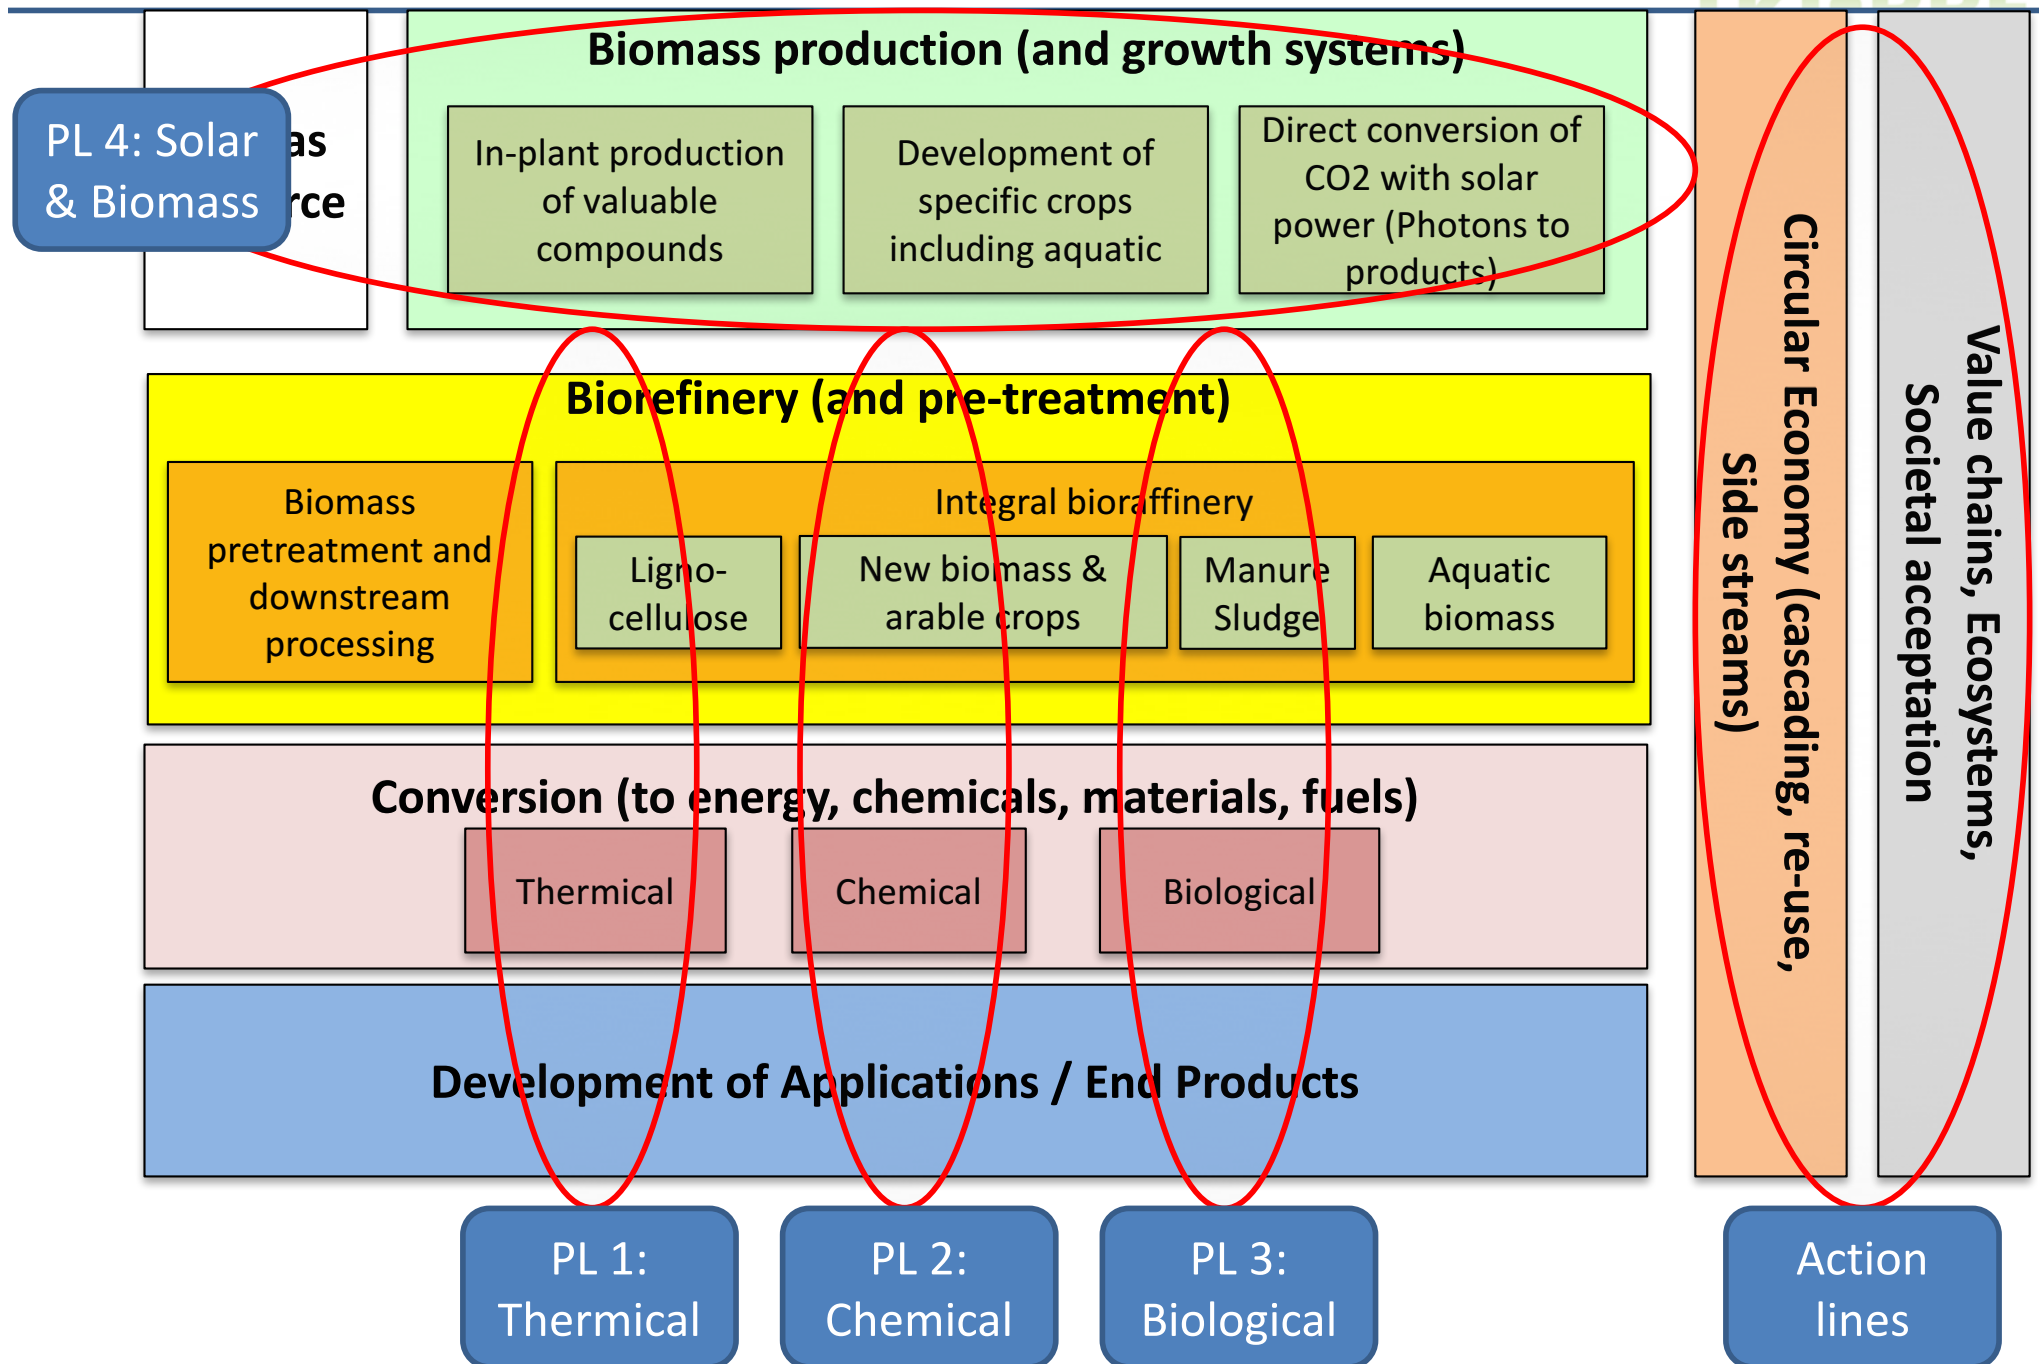 Biomass production (and growth systems)
PL 4: Solar
& Biomass
as
rce
In-plant production
of valuable
compounds
Development of
specific crops
including aquatic
Direct conversion of
CO2 with solar
power (Photons to
products)
Biorefinery (and pre-treatment)
Biomass
pretreatment and
downstream
processing
Integral bioraffinery
Ligno-
cellulose
New biomass &
arable crops
Manure
Sludge
Aquatic
biomass
Conversion (to energy, chemicals, materials, fuels)
Thermical
Chemical
Biological
Development of Applications / End Products
Circular Economy (cascading, re-use,
Side streams)
Value chains, Ecosystems,
Societal acceptation
PL 1:
Thermical
PL 2:
Chemical
PL 3:
Biological
Action
lines